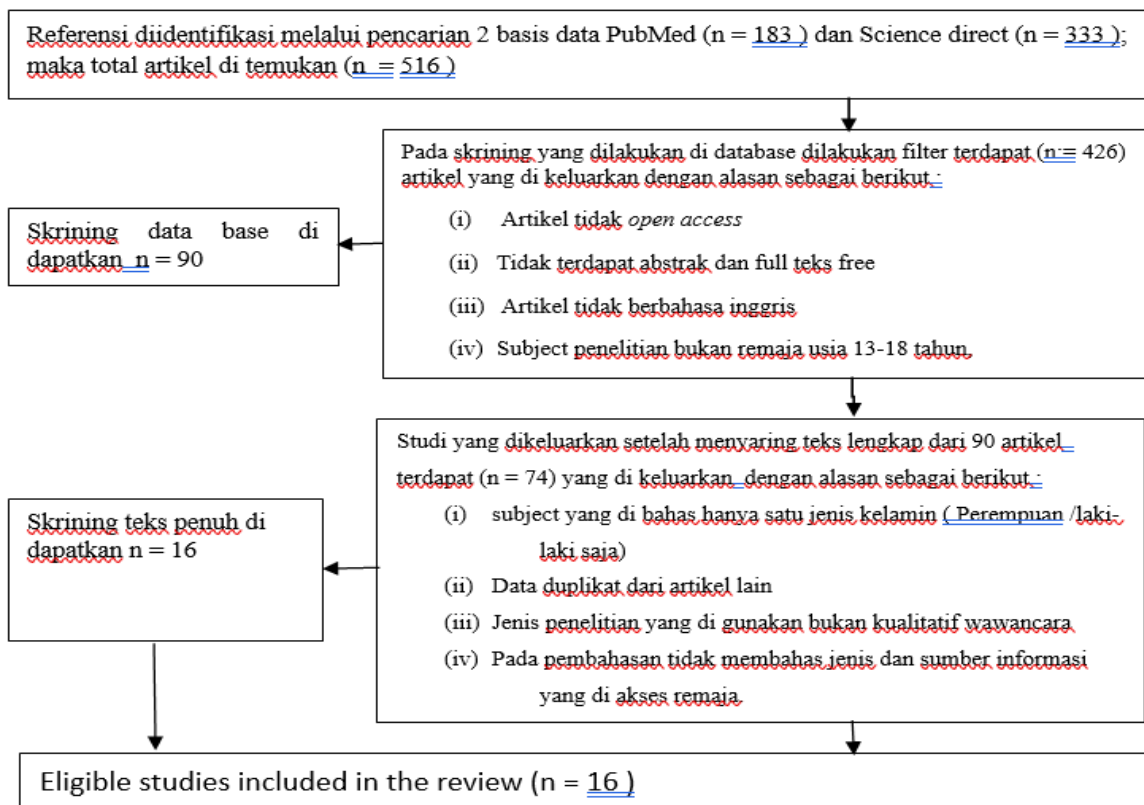 Referensi diidentifikasi melalui pencarian 2 basis data PubMed (n = 183 ) dan Science direct (n = 333 );
maka total artikel di temukan (n = 516 )
Pada skrining yang dilakukan di database dilakukan filter terdapat (n = 426)
artikel yang di keluarkan dengan alasan sebagai berikut :
(i) Artikel tidak open access
(ii) Tidak terdapat abstrak dan full teks free
(iii) Artikel tidak berbahasa inggris
(iv) Subject penelitian bukan remaja usia 13-18 tahun.
Skrining data base di
dapatkan n = 90
Studi yang dikeluarkan setelah menyaring teks lengkap dari 90 artikel
terdapat (n = 74) yang di keluarkan dengan alasan sebagai berikut :
(i) subject yang di bahas hanya satu jenis kelamin ( Perempuan /laki-
laki saja)
(ii) Data duplikat dari artikel lain
(iii) Jenis penelitian yang di gunakan bukan kualitatif wawancara
(iv) Pada pembahasan tidak membahas jenis dan sumber informasi
yang di akses remaja.
Skrining teks penuh di
dapatkan n = 16
Eligible studies included in the review (n = 16 )